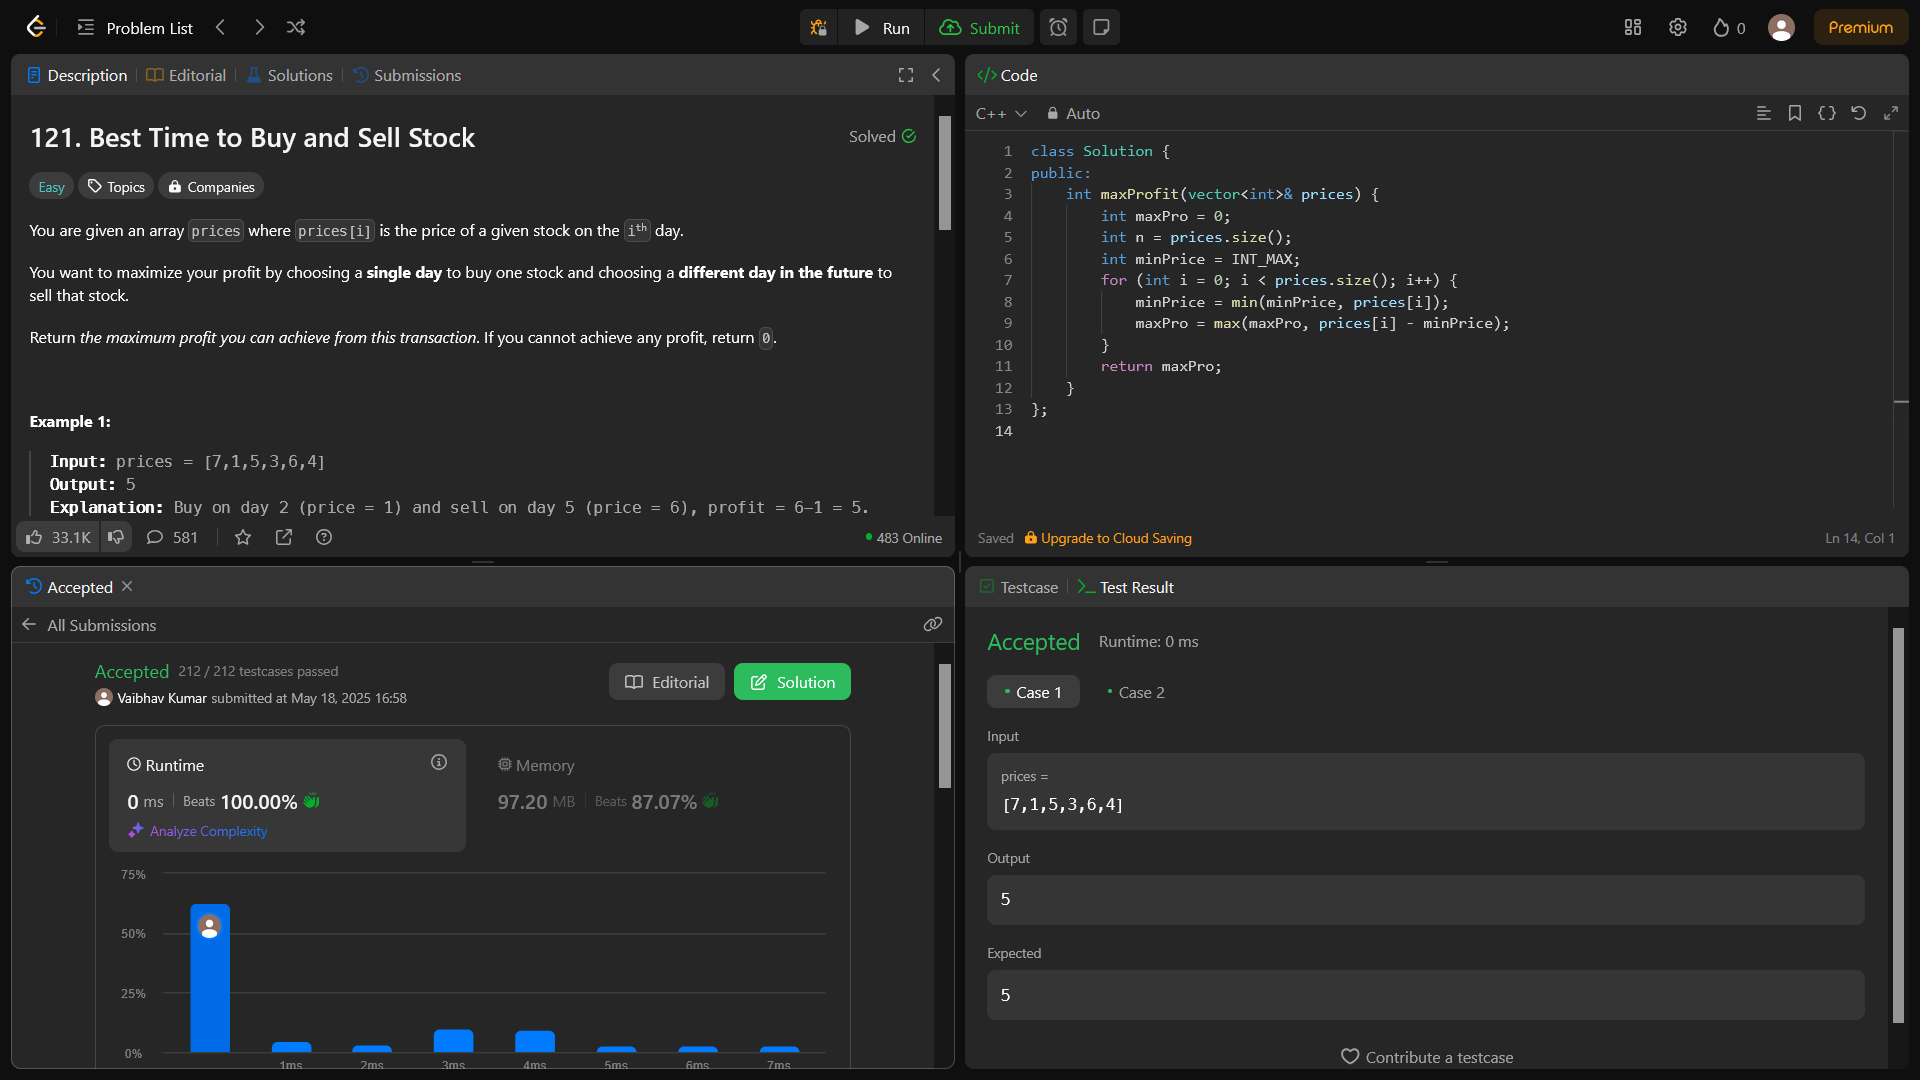 Problem List
Run
Submit
0
Premium
Description
Editorial
Solutions
Submissions
121. Best Time to Buy and Sell Stock
Solved
Easy
Topics
Companies
You are given an array prices where prices[i] is the price of a given stock on the ith day.
You want to maximize your profit by choosing a single day to buy one stock and choosing a different day in the future to
sell that stock.
Return the maximum profit you can achieve from this transaction. If you cannot achieve any profit, return 0.
Example 1:
Input: prices = [7,1,5,3,6,4]
Output: 5
Explanation: Buy on day 2 (price = 1) and sell on day 5 (price = 6), profit = 6-1 = 5.
33.1K
581
483 Online
</> Code
C++
Auto
1 class Solution {
2 public:
3     int maxProfit(vector<int>& prices) {
4         int maxPro = 0;
5         int n = prices.size();
6         int minPrice = INT_MAX;
7         for (int i = 0; i < prices.size(); i++) {
8             minPrice = min(minPrice, prices[i]);
9             maxPro = max(maxPro, prices[i] - minPrice);
10         }
11         return maxPro;
12     }
13 };
14
Saved
Upgrade to Cloud Saving
Ln 14, Col 1
Accepted
All Submissions
Accepted 212 / 212 testcases passed
Vaibhav Kumar submitted at May 18, 2025 16:58
Editorial
Solution
Runtime
0 ms Beats 100.00%
Analyze Complexity
Memory
97.20 MB Beats 87.07%
75%
50%
25%
0%
1ms 2ms 3ms 4ms 5ms 6ms 7ms
Testcase
Test Result
Accepted Runtime: 0 ms
Case 1
Case 2
Input
prices =
[7,1,5,3,6,4]
Output
5
Expected
5
Contribute a testcase